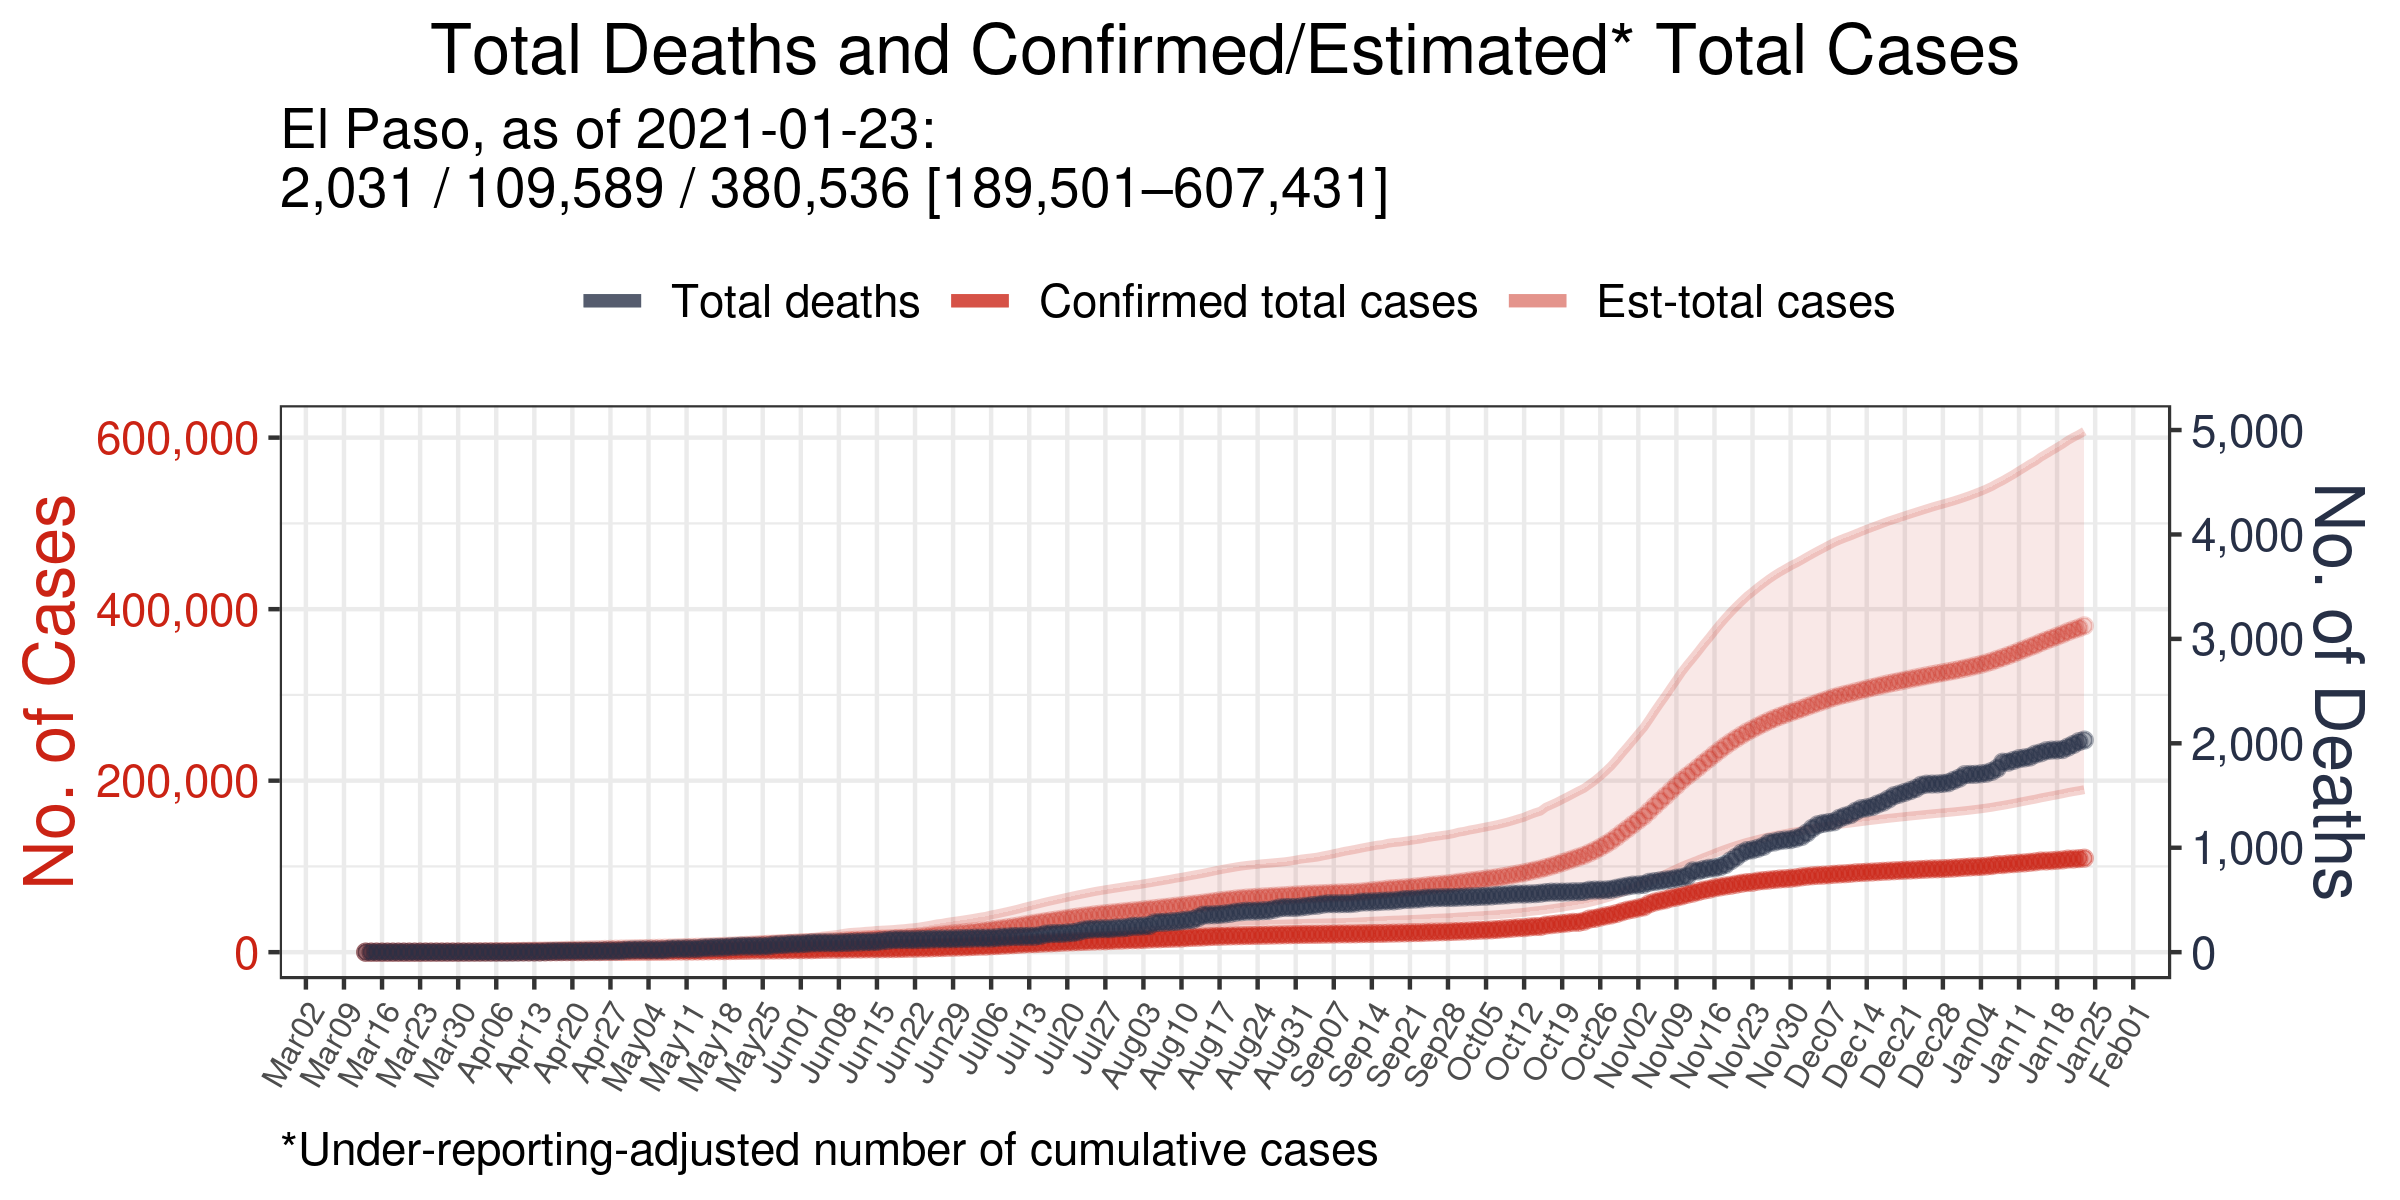 Total Deaths and Confirmed/Estimated* Total Cases
El Paso, as of 2021-01-23:
2,031 / 109,589 / 380,536 [189,501–607,431]
Total deaths
Confirmed total cases
Est-total cases
No. of Cases
600,000
400,000
200,000
0
5,000
4,000
3,000
2,000
1,000
0
No. of Deaths
Mar02
Mar09
Mar16
Mar23
Mar30
Apr06
Apr13
Apr20
Apr27
May04
May11
May18
May25
Jun01
Jun08
Jun15
Jun22
Jun29
Jul06
Jul13
Jul20
Jul27
Aug03
Aug10
Aug17
Aug24
Aug31
Sep07
Sep14
Sep21
Sep28
Oct05
Oct12
Oct19
Oct26
Nov02
Nov09
Nov16
Nov23
Nov30
Dec07
Dec14
Dec21
Dec28
Jan04
Jan11
Jan18
Jan25
Feb01
*Under-reporting-adjusted number of cumulative cases